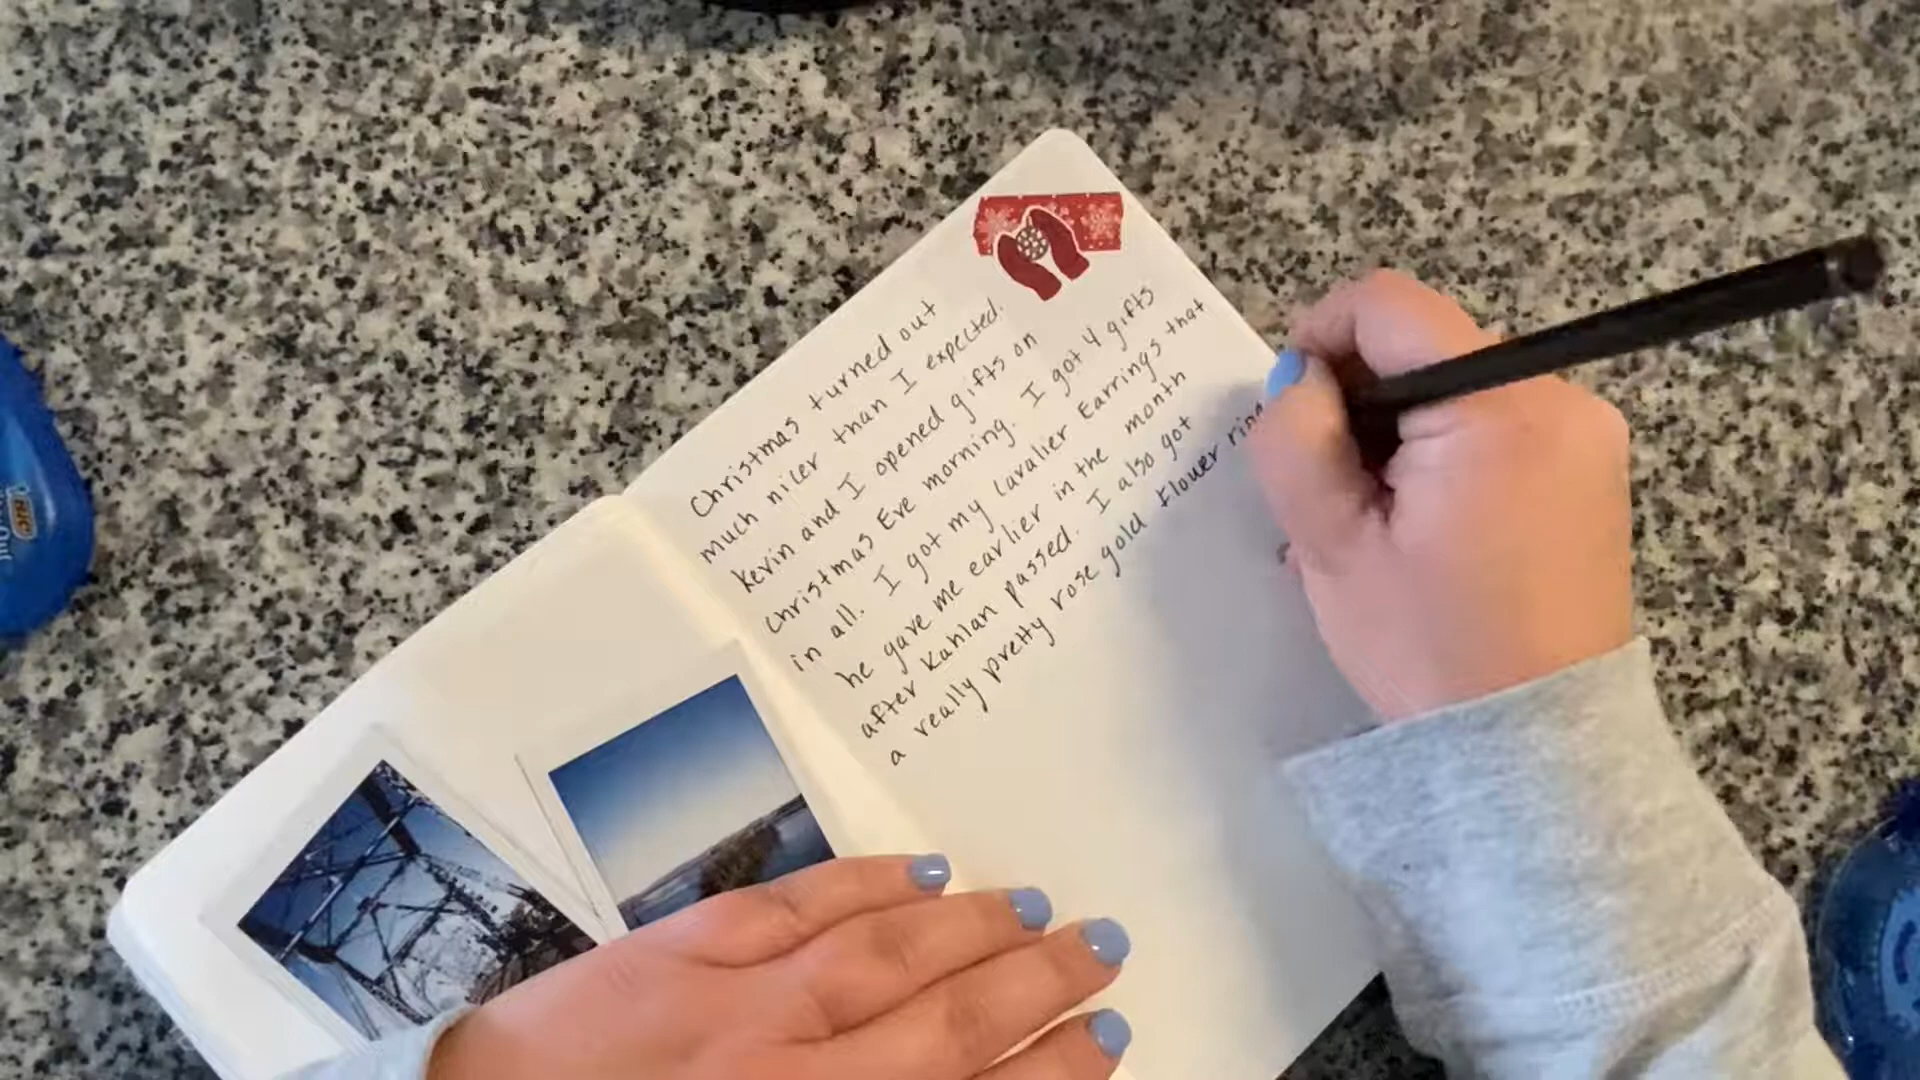 Christmas turned out
much nicer than I expected.
Kevin and I opened gifts on
Christmas Eve morning. I got 4 gifts
in all. I got my Lavalier Earrings that
he gave me earlier in the month
after Kahlan passed. I also got
a really pretty rose gold flower ring
BIC